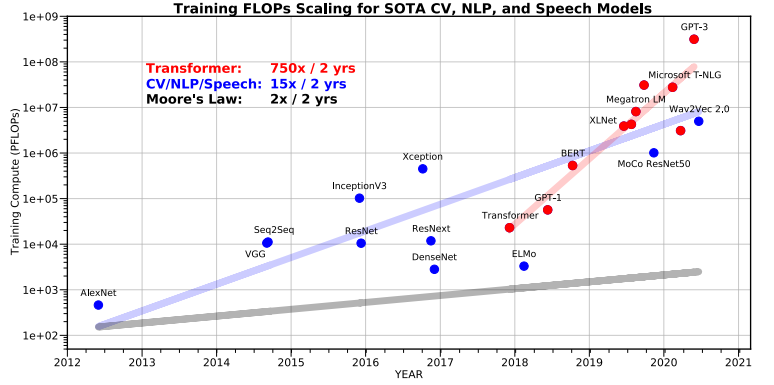 Training FLOPs Scaling for SOTA CV, NLP, and Speech Models
1e+09
1e+08
1e+07
1e+06
1e+05
1e+04
1e+03
1e+02
Training Compute (PFLOPs)
Transformer: 750x / 2 yrs
CV/NLP/Speech: 15x / 2 yrs
Moore's Law: 2x / 2 yrs
GPT-3
Microsoft T-NLG
Megatron LM
Wav2Vec 2,0
XLNet
MoCo ResNet50
BERT
Xception
InceptionV3
GPT-1
Transformer
Seq2Seq
VGG
ResNet
ResNext
DenseNet
ELMo
AlexNet
2012 2013 2014 2015 2016 2017 2018 2019 2020 2021
YEAR